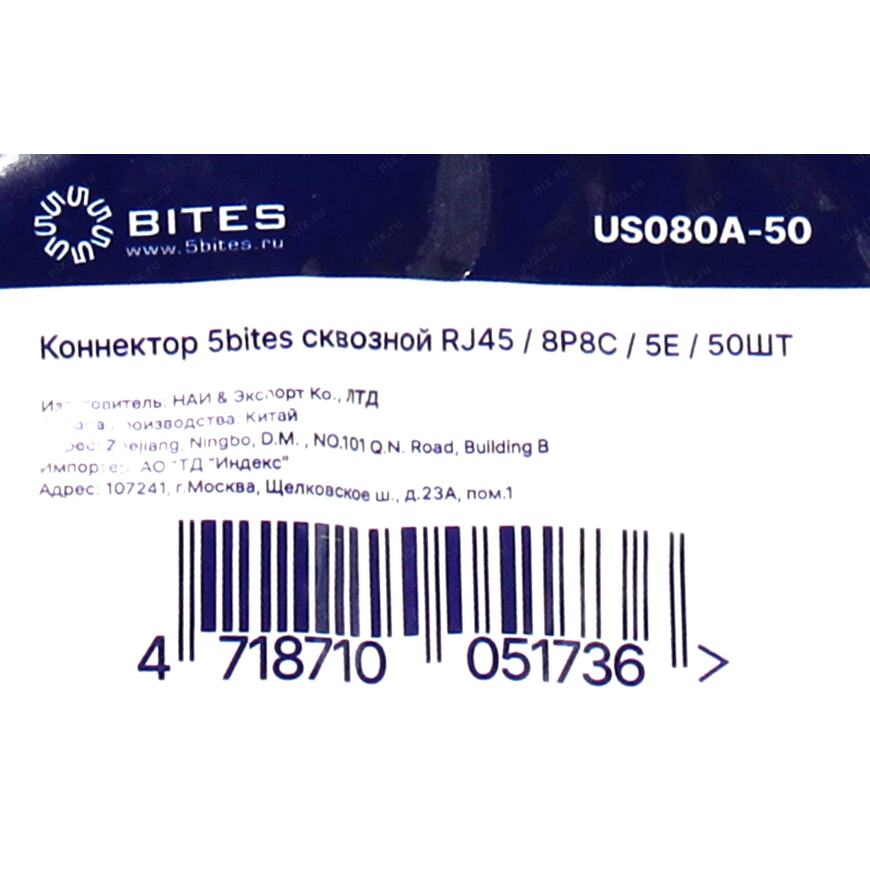 5 BITES
www.5bites.ru
US080A-50
Коннектор 5bites сквозной RJ45 / 8P8C / 5E / 50ШТ
НАИ & Экспорт Ко., ЛТД
Китай
Ningbo, D.M. , NO.101 Q.N. Road, Building B
АО "ТД "Индекс"
Адрес: 107241, г.Москва, Щелковское ш., д.23А, пом.1
4 718710 051736 >